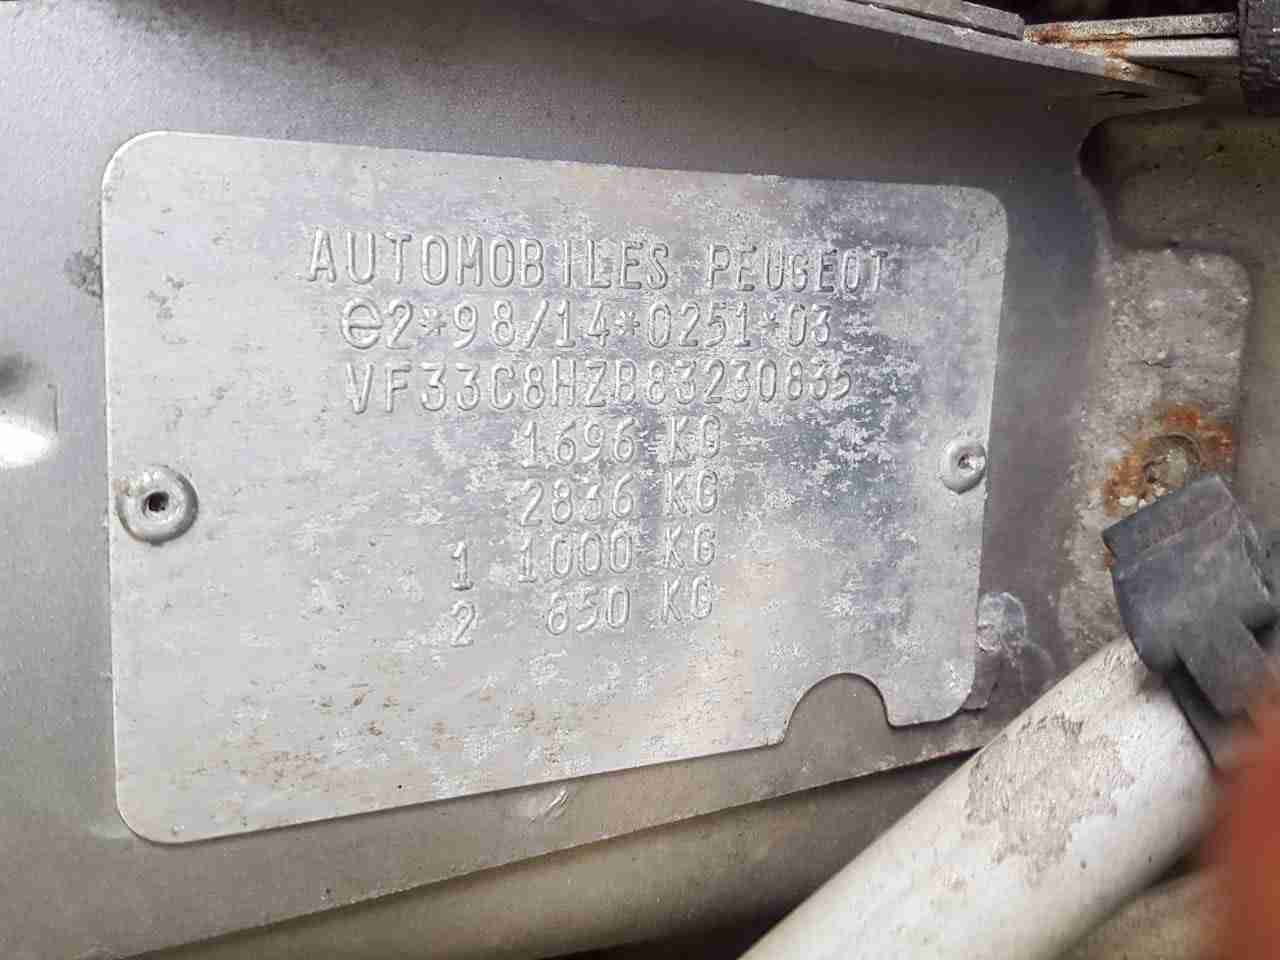 AUTOMOBILES PEUGEOT
e2*98/14*0251*03
VF33C8HZB83230835
1696 KG
2836 KG
1 1000 KG
2 850 KG